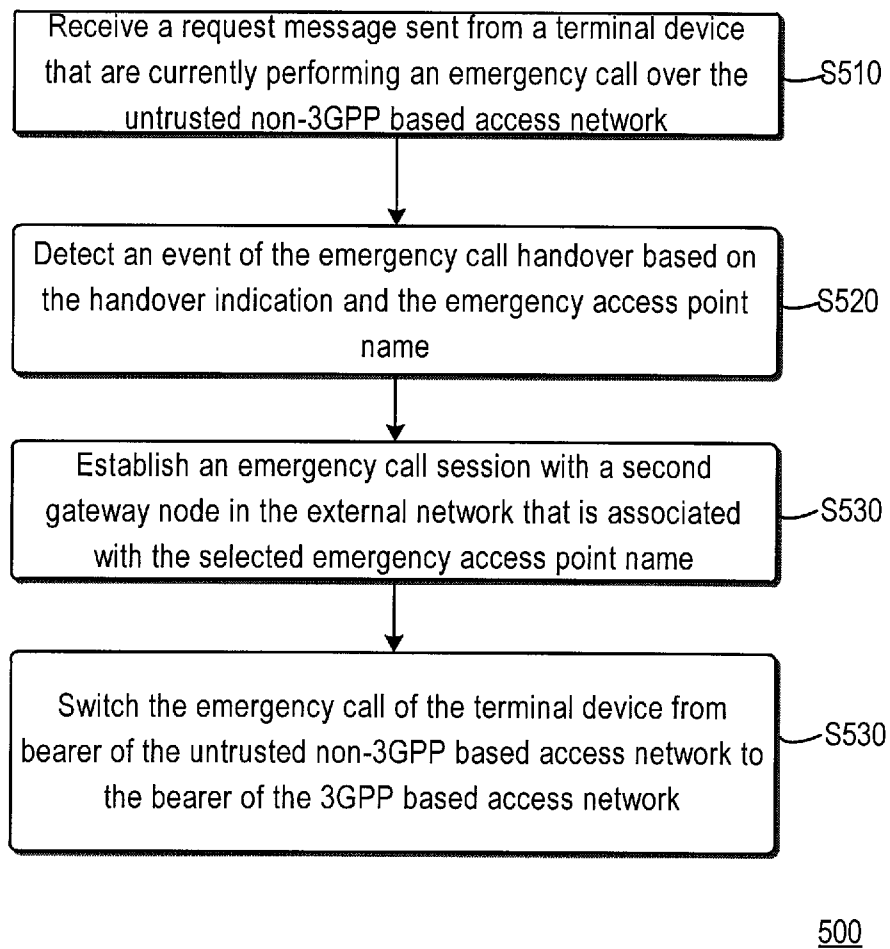 Receive a request message sent from a terminal device
that are currently performing an emergency call over the
untrusted non-3GPP based access network
S510
Detect an event of the emergency call handover based on
the handover indication and the emergency access point
name
S520
Establish an emergency call session with a second
gateway node in the external network that is associated
with the selected emergency access point name
S530
Switch the emergency call of the terminal device from
bearer of the untrusted non-3GPP based access network to
the bearer of the 3GPP based access network
S530
500